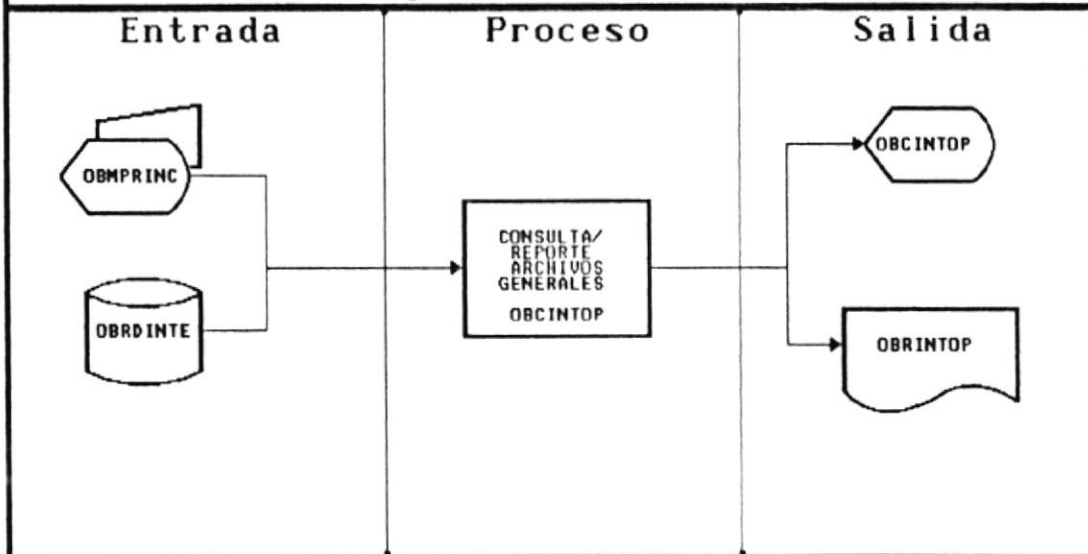 Entrada
Proceso
Salida
OBMPRINC
OBRDINTE
CONSULTA/
REPORTE
ARCHIVOS
GENERALES
OBCINTOP
OBCINTOP
OBRINTOP